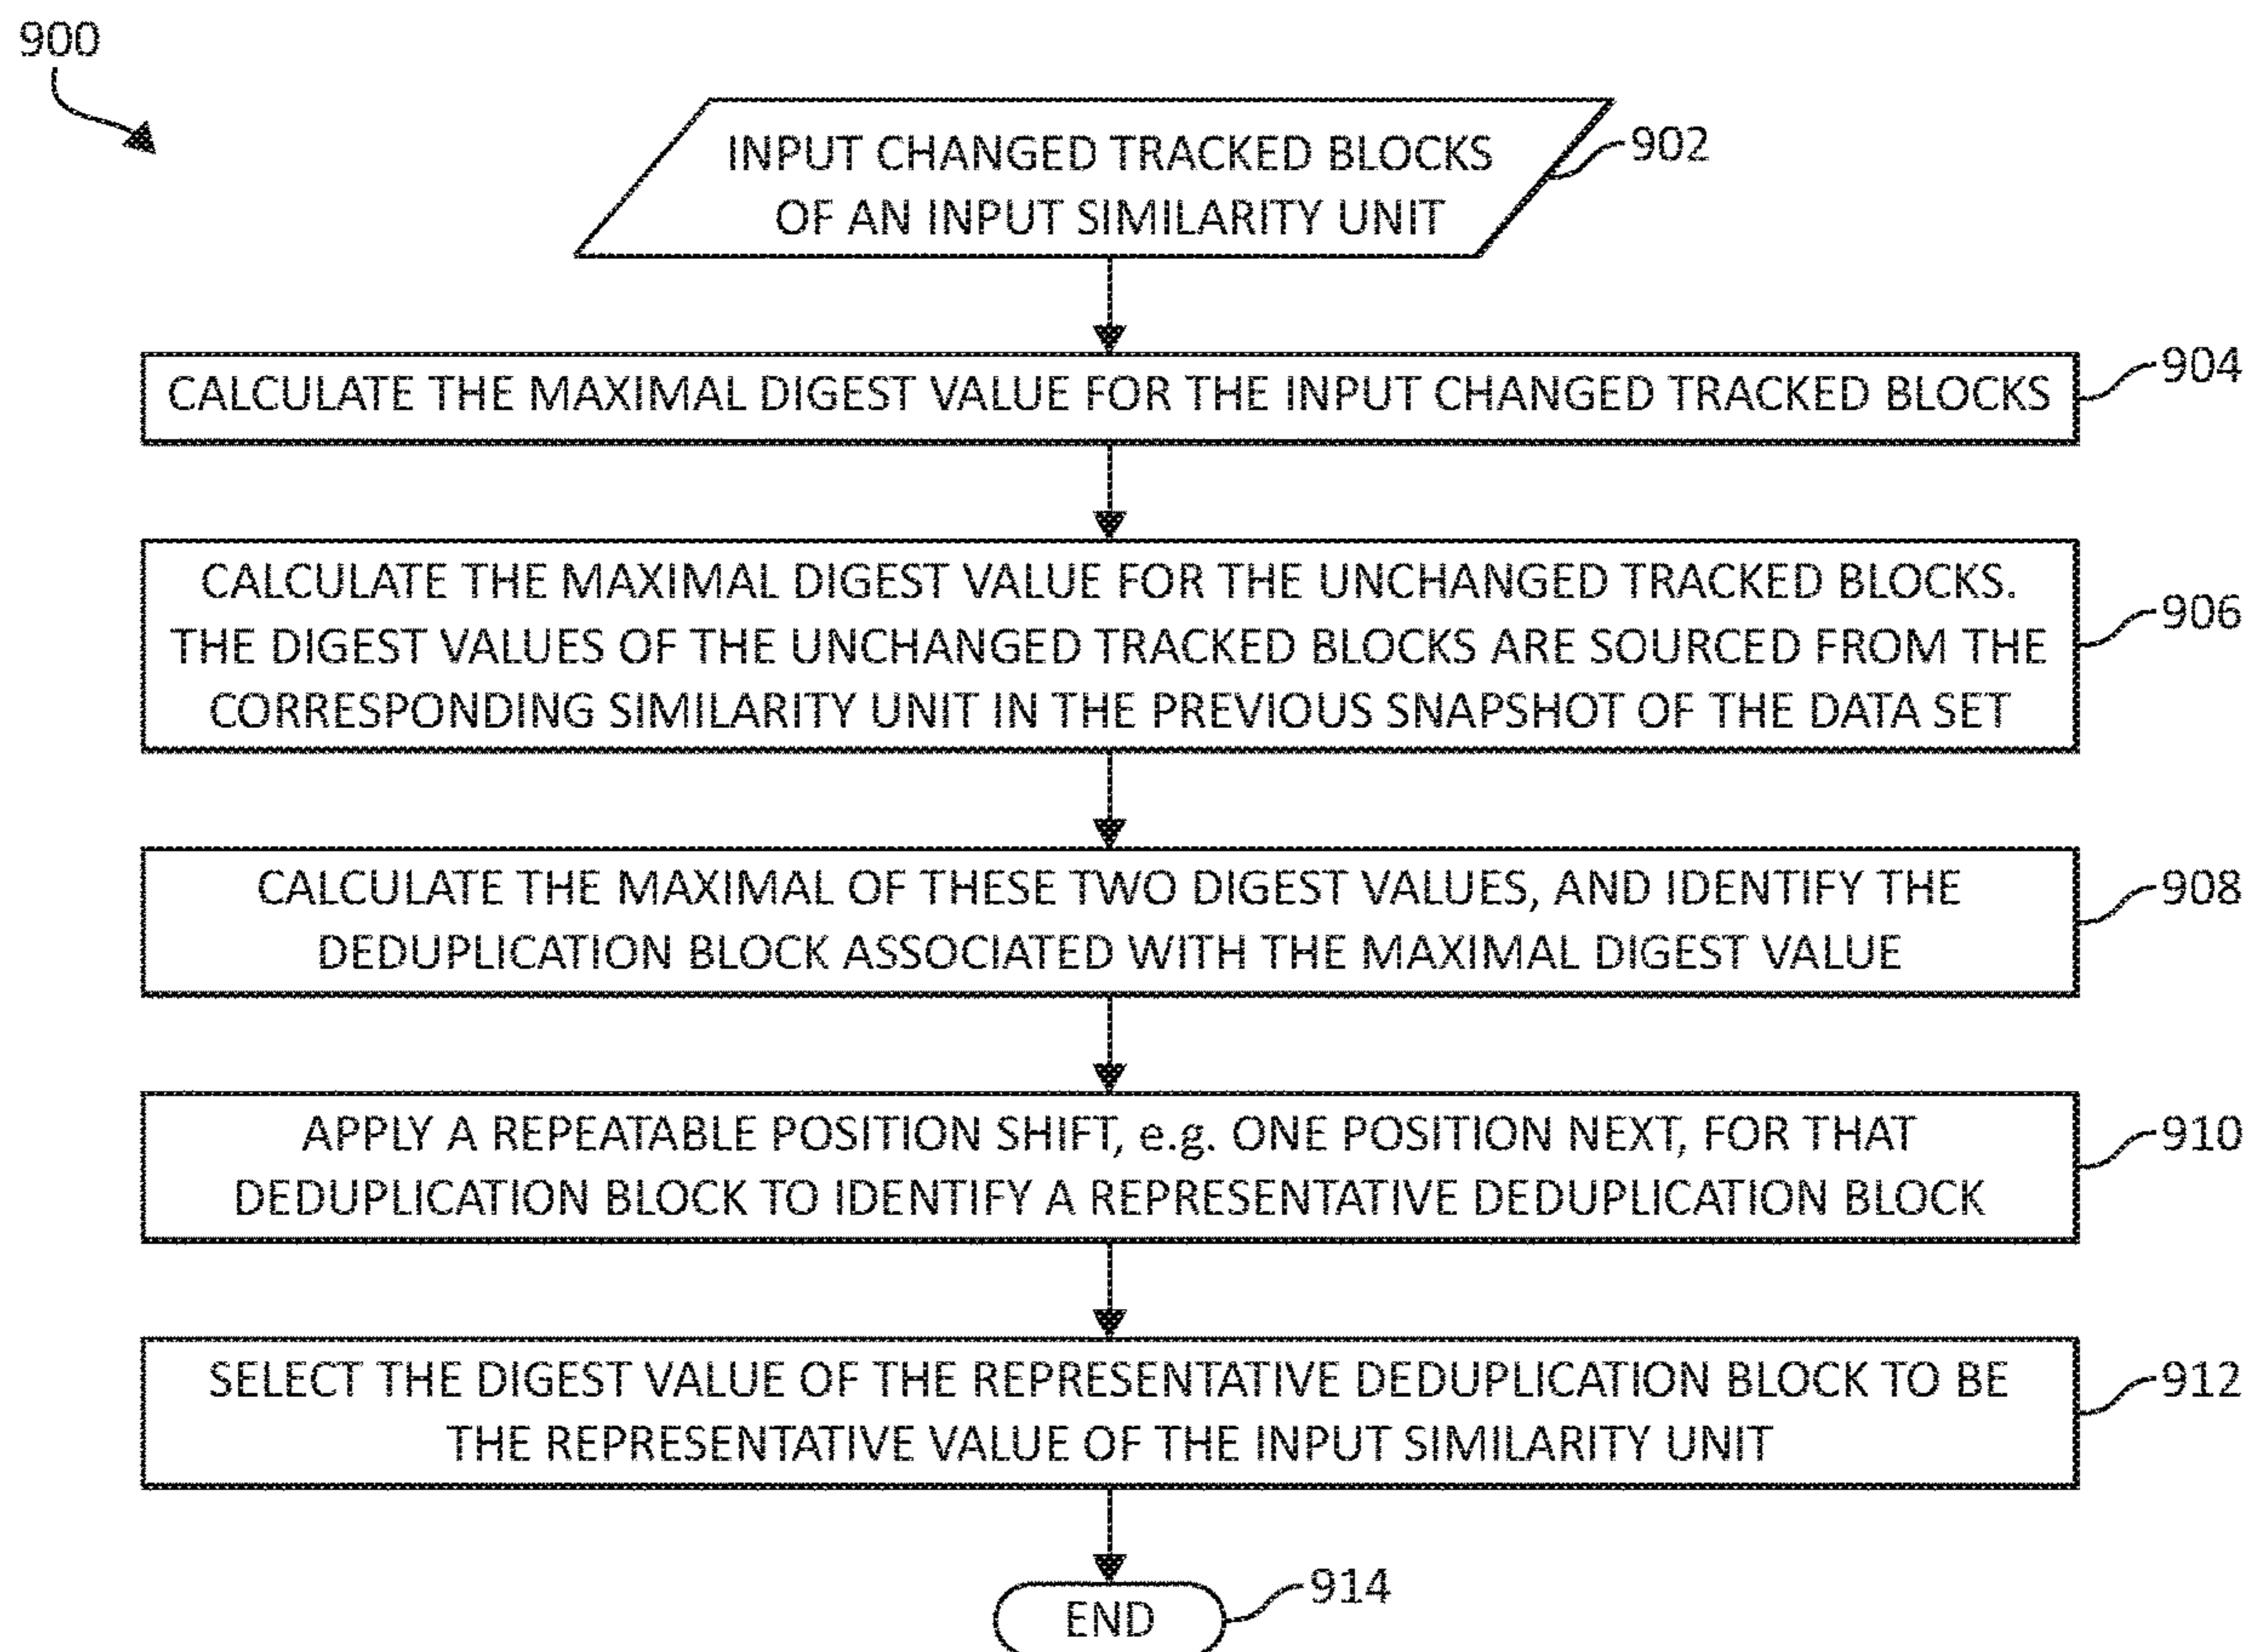 900
INPUT CHANGED TRACKED BLOCKS
OF AN INPUT SIMILARITY UNIT
902
CALCULATE THE MAXIMAL DIGEST VALUE FOR THE INPUT CHANGED TRACKED BLOCKS
904
CALCULATE THE MAXIMAL DIGEST VALUE FOR THE UNCHANGED TRACKED BLOCKS.
THE DIGEST VALUES OF THE UNCHANGED TRACKED BLOCKS ARE SOURCED FROM THE
CORRESPONDING SIMILARITY UNIT IN THE PREVIOUS SNAPSHOT OF THE DATA SET
906
CALCULATE THE MAXIMAL OF THESE TWO DIGEST VALUES, AND IDENTIFY THE
DEDUPLICATION BLOCK ASSOCIATED WITH THE MAXIMAL DIGEST VALUE
908
APPLY A REPEATABLE POSITION SHIFT, e.g. ONE POSITION NEXT, FOR THAT
DEDUPLICATION BLOCK TO IDENTIFY A REPRESENTATIVE DEDUPLICATION BLOCK
910
SELECT THE DIGEST VALUE OF THE REPRESENTATIVE DEDUPLICATION BLOCK TO BE
THE REPRESENTATIVE VALUE OF THE INPUT SIMILARITY UNIT
912
END
914